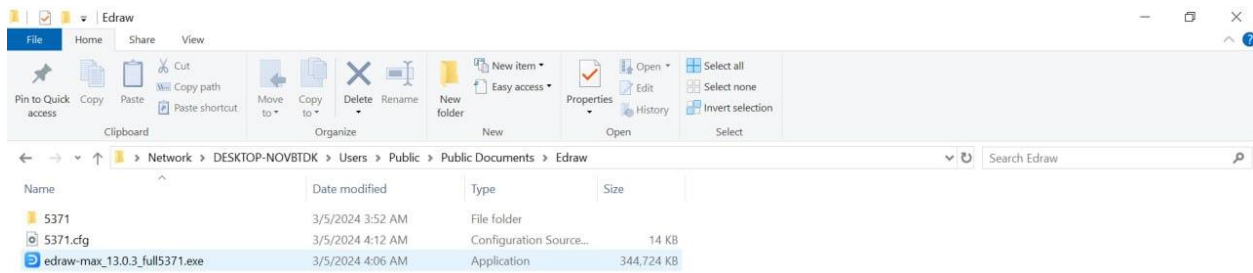 Edraw
File Home Share View
Pin to Quick access
Copy
Paste
Cut
Copy path
Paste shortcut
Clipboard
Move to
Copy to
Delete
Rename
Organize
New folder
New item
Easy access
New
Properties
Open
Edit
History
Open
Select all
Select none
Invert selection
Select
Network > DESKTOP-NOVBTDK > Users > Public > Public Documents > Edraw
Search Edraw
Name Date modified Type Size
5371 3/5/2024 3:52 AM File folder
5371.cfg 3/5/2024 4:12 AM Configuration Source... 14 KB
edraw-max_13.0.3_full5371.exe 3/5/2024 4:06 AM Application 344,724 KB